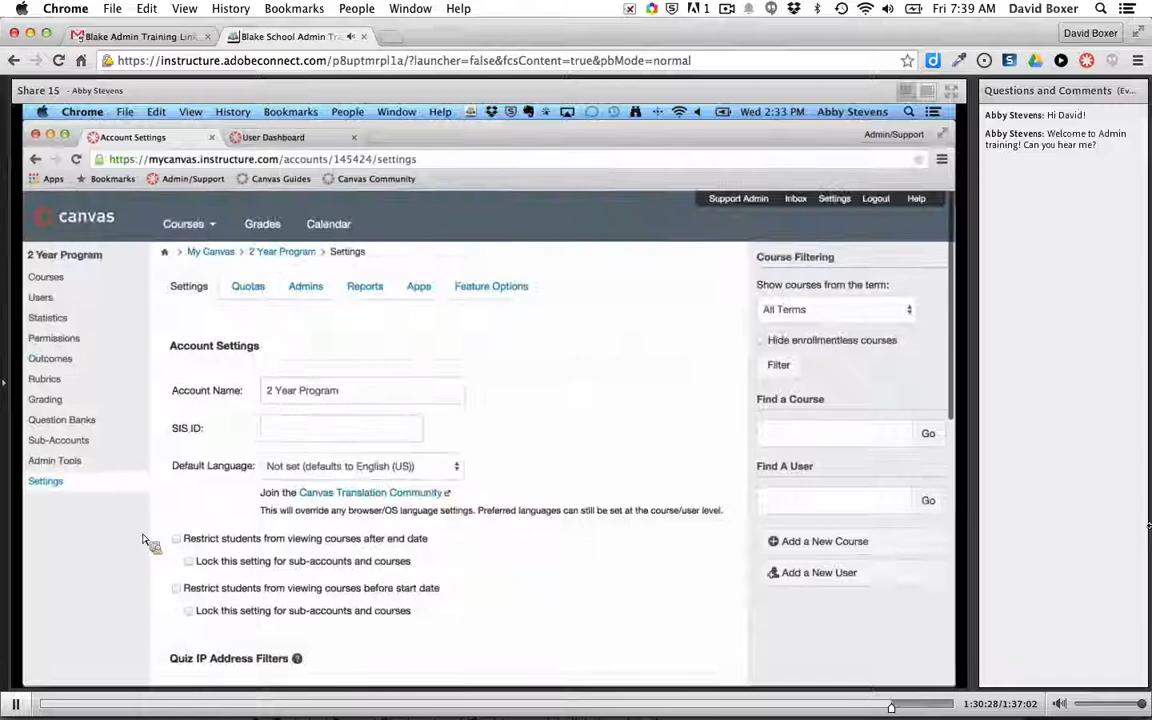 Chrome File Edit View History Bookmarks People Window Help 1 Fri 7:39 AM David Boxer
Blake Admin Training Lin Blake School Admin Tra David Boxer
https://instructure.adobeconnect.com/p8uptmrpl1a/?launcher=false&fcsContent=true&pbMode=normal
Share 15 - Abby Stevens
Questions and Comments (Ev...
Abby Stevens: Hi David!
Abby Stevens: Welcome to Admin
training! Can you hear me?
Chrome File Edit View History Bookmarks People Window Help Wed 2:33 PM Abby Stevens
Account Settings User Dashboard Admin/Support
https://mycanvas.instructure.com/accounts/145424/settings
Apps Bookmarks Admin/Support Canvas Guides Canvas Community
Support Admin Inbox Settings Logout Help
canvas Courses Grades Calendar
2 Year Program
Courses
Users
Statistics
Permissions
Outcomes
Rubrics
Grading
Question Banks
Sub-Accounts
Admin Tools
Settings
My Canvas > 2 Year Program > Settings
Settings Quotas Admins Reports Apps Feature Options
Account Settings
Account Name: 2 Year Program
SIS ID:
Default Language: Not set (defaults to English (US))
Join the Canvas Translation Community
This will override any browser/OS language settings. Preferred languages can still be set at the course/user level.
Restrict students from viewing courses after end date
Lock this setting for sub-accounts and courses
Restrict students from viewing courses before start date
Lock this setting for sub-accounts and courses
Quiz IP Address Filters ?
Course Filtering
Show courses from the term:
All Terms
Hide enrollmentless courses
Filter
Find a Course
Go
Find A User
Go
Add a New Course
Add a New User
1:30:28/1:37:02